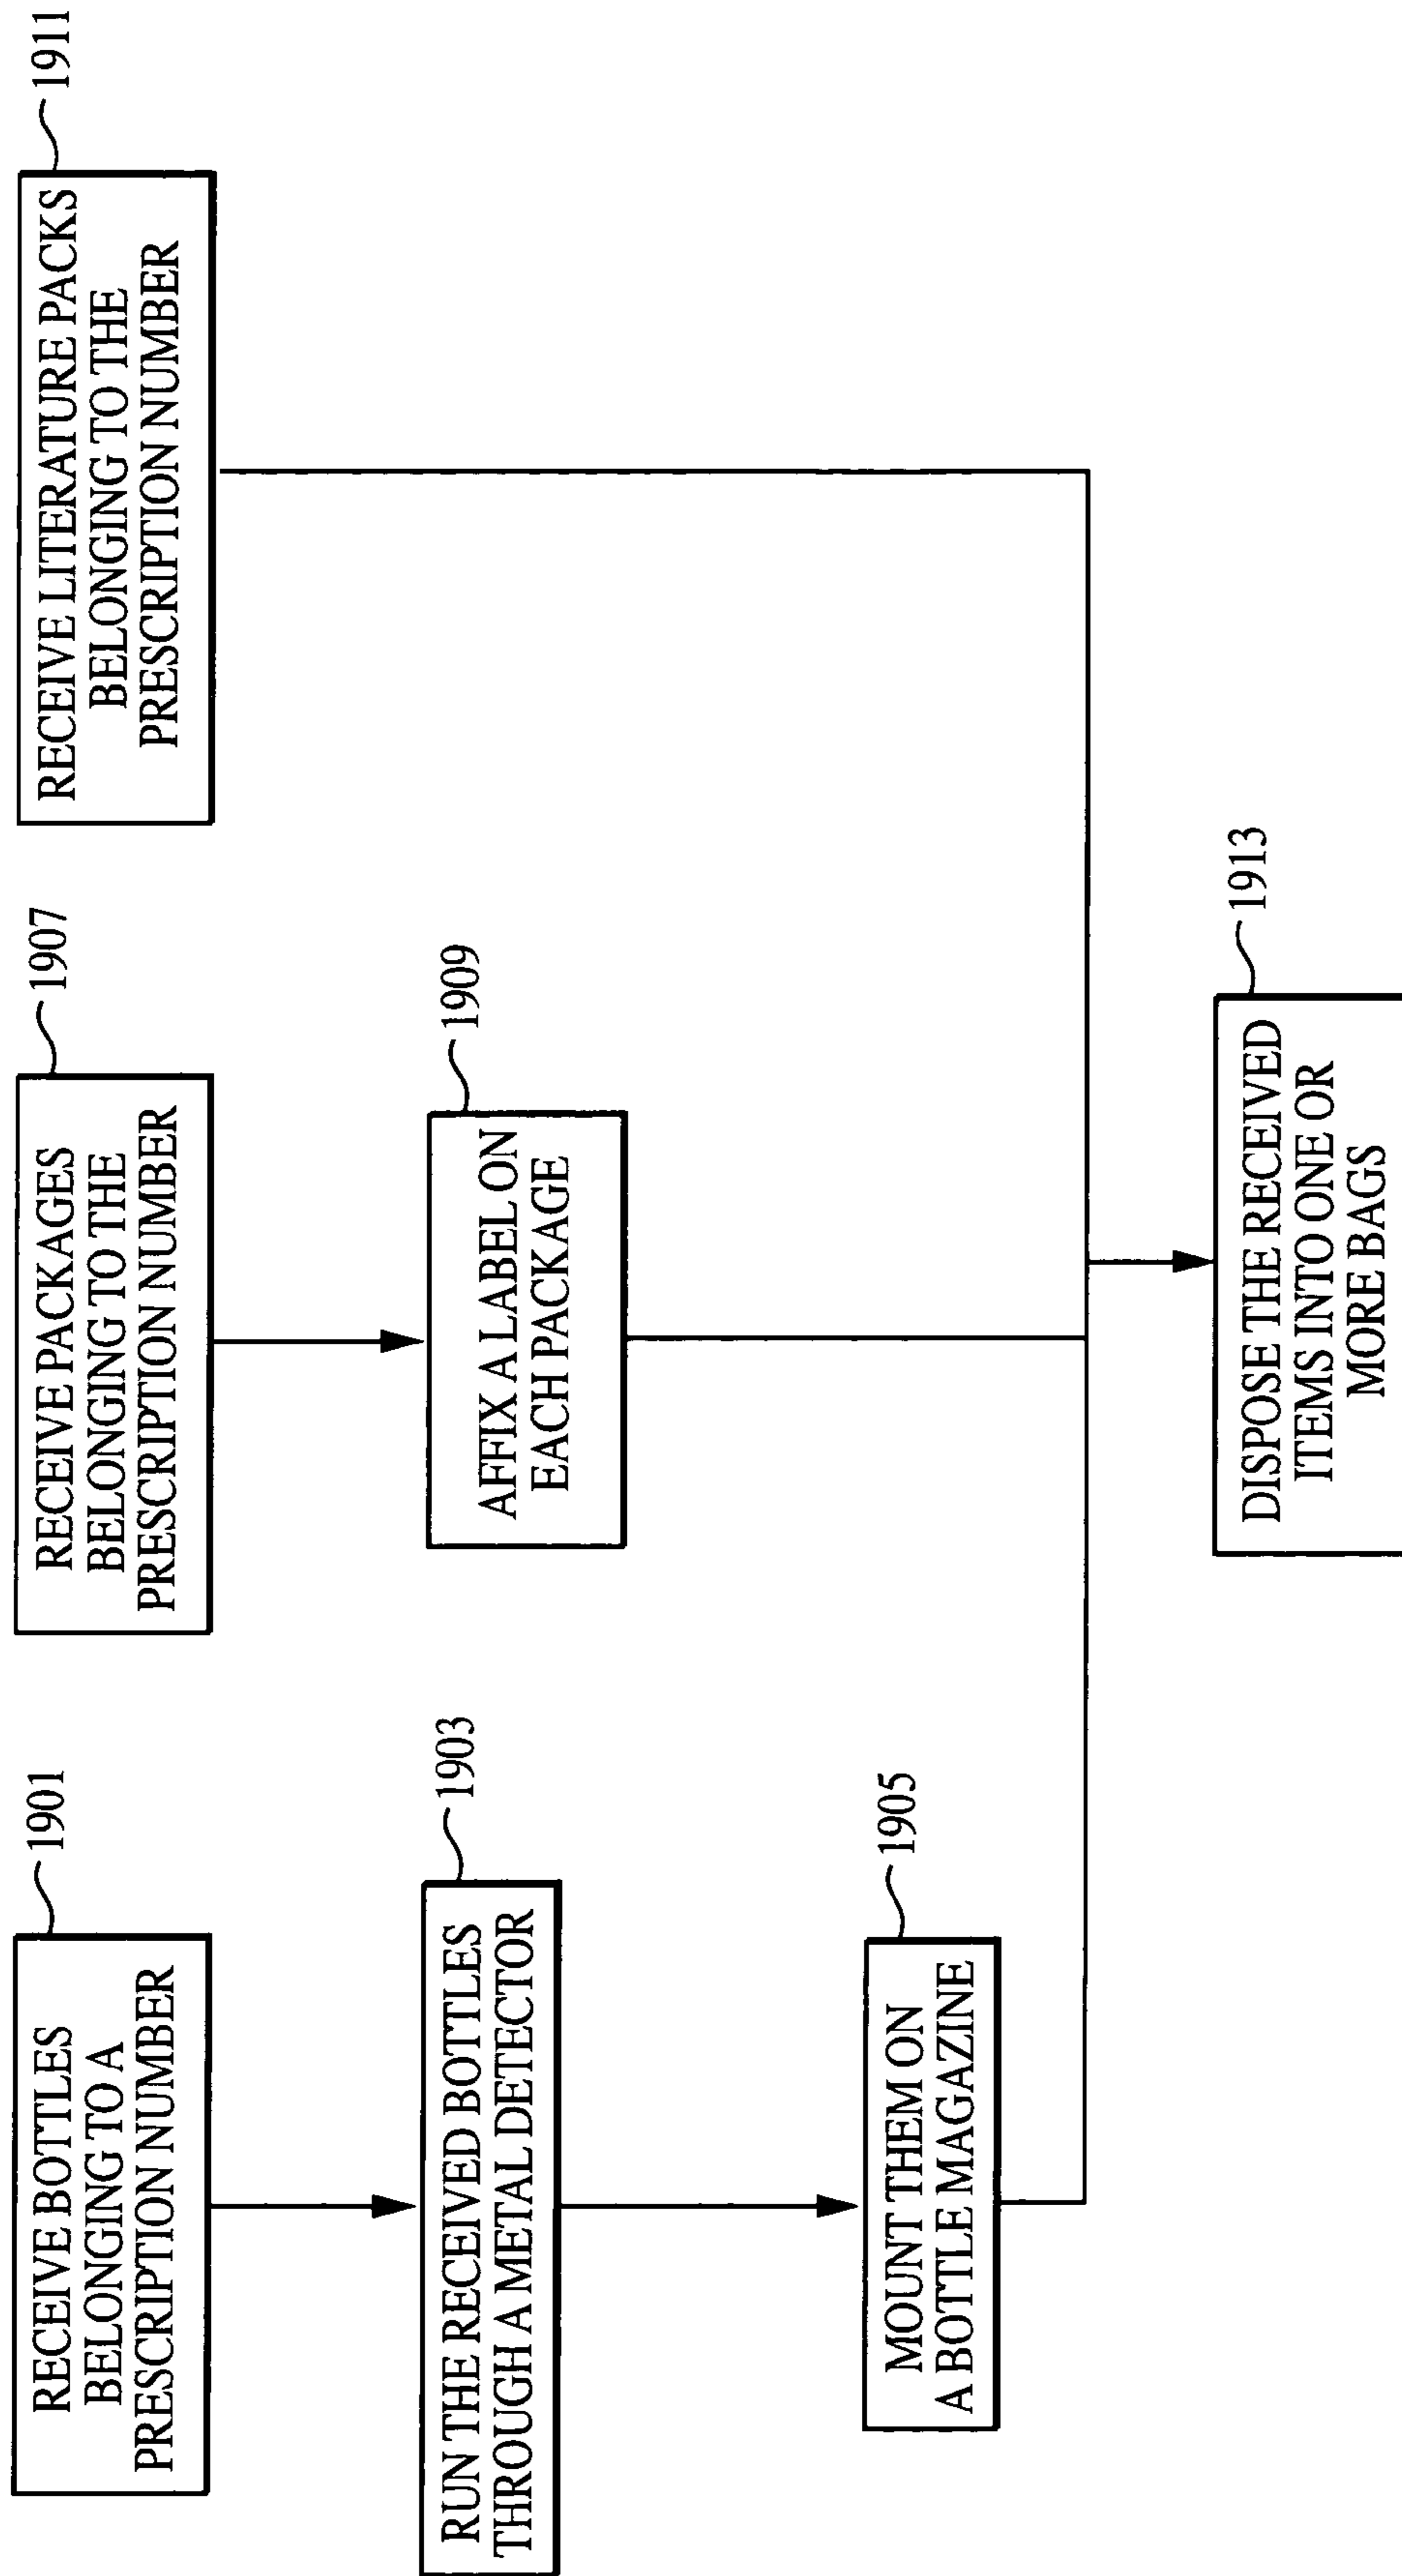 RECEIVE BOTTLES
BELONGING TO A
PRESCRIPTION NUMBER
1901
RUN THE RECEIVED BOTTLES
THROUGH A METAL DETECTOR
1903
MOUNT THEM ON
A BOTTLE MAGAZINE
1905
RECEIVE PACKAGES
BELONGING TO THE
PRESCRIPTION NUMBER
1907
AFFIX A LABEL ON
EACH PACKAGE
1909
RECEIVE LITERATURE PACKS
BELONGING TO THE
PRESCRIPTION NUMBER
1911
DISPOSE THE RECEIVED
ITEMS INTO ONE OR
MORE BAGS
1913